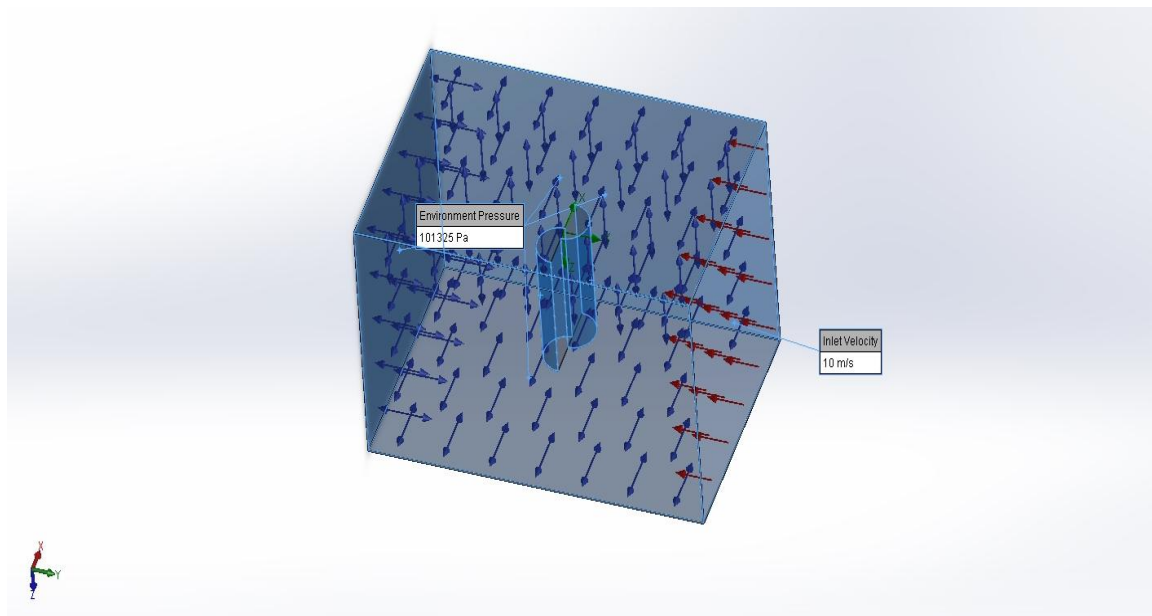 Environment Pressure
101325 Pa
Inlet Velocity
10 m/s
X
X
Y
Z